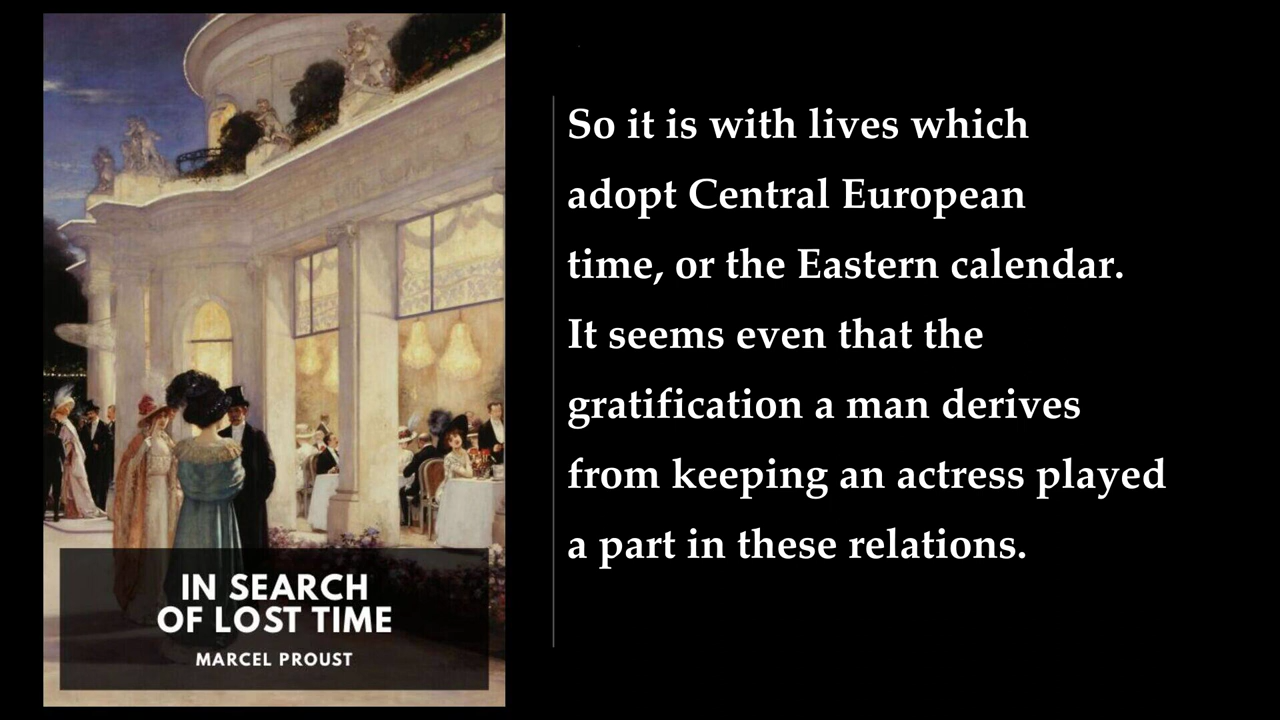 IN SEARCH
OF LOST TIME
MARCEL PROUST
So it is with lives which
adopt Central European
time, or the Eastern calendar.
It seems even that the
gratification a man derives
from keeping an actress played
a part in these relations.